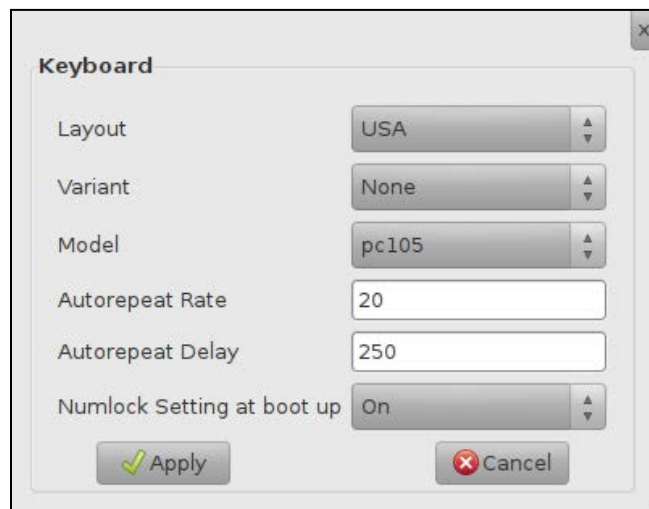 Keyboard
Layout USA
Variant None
Model pc105
Autorepeat Rate 20
Autorepeat Delay 250
Numlock Setting at boot up On
Apply Cancel